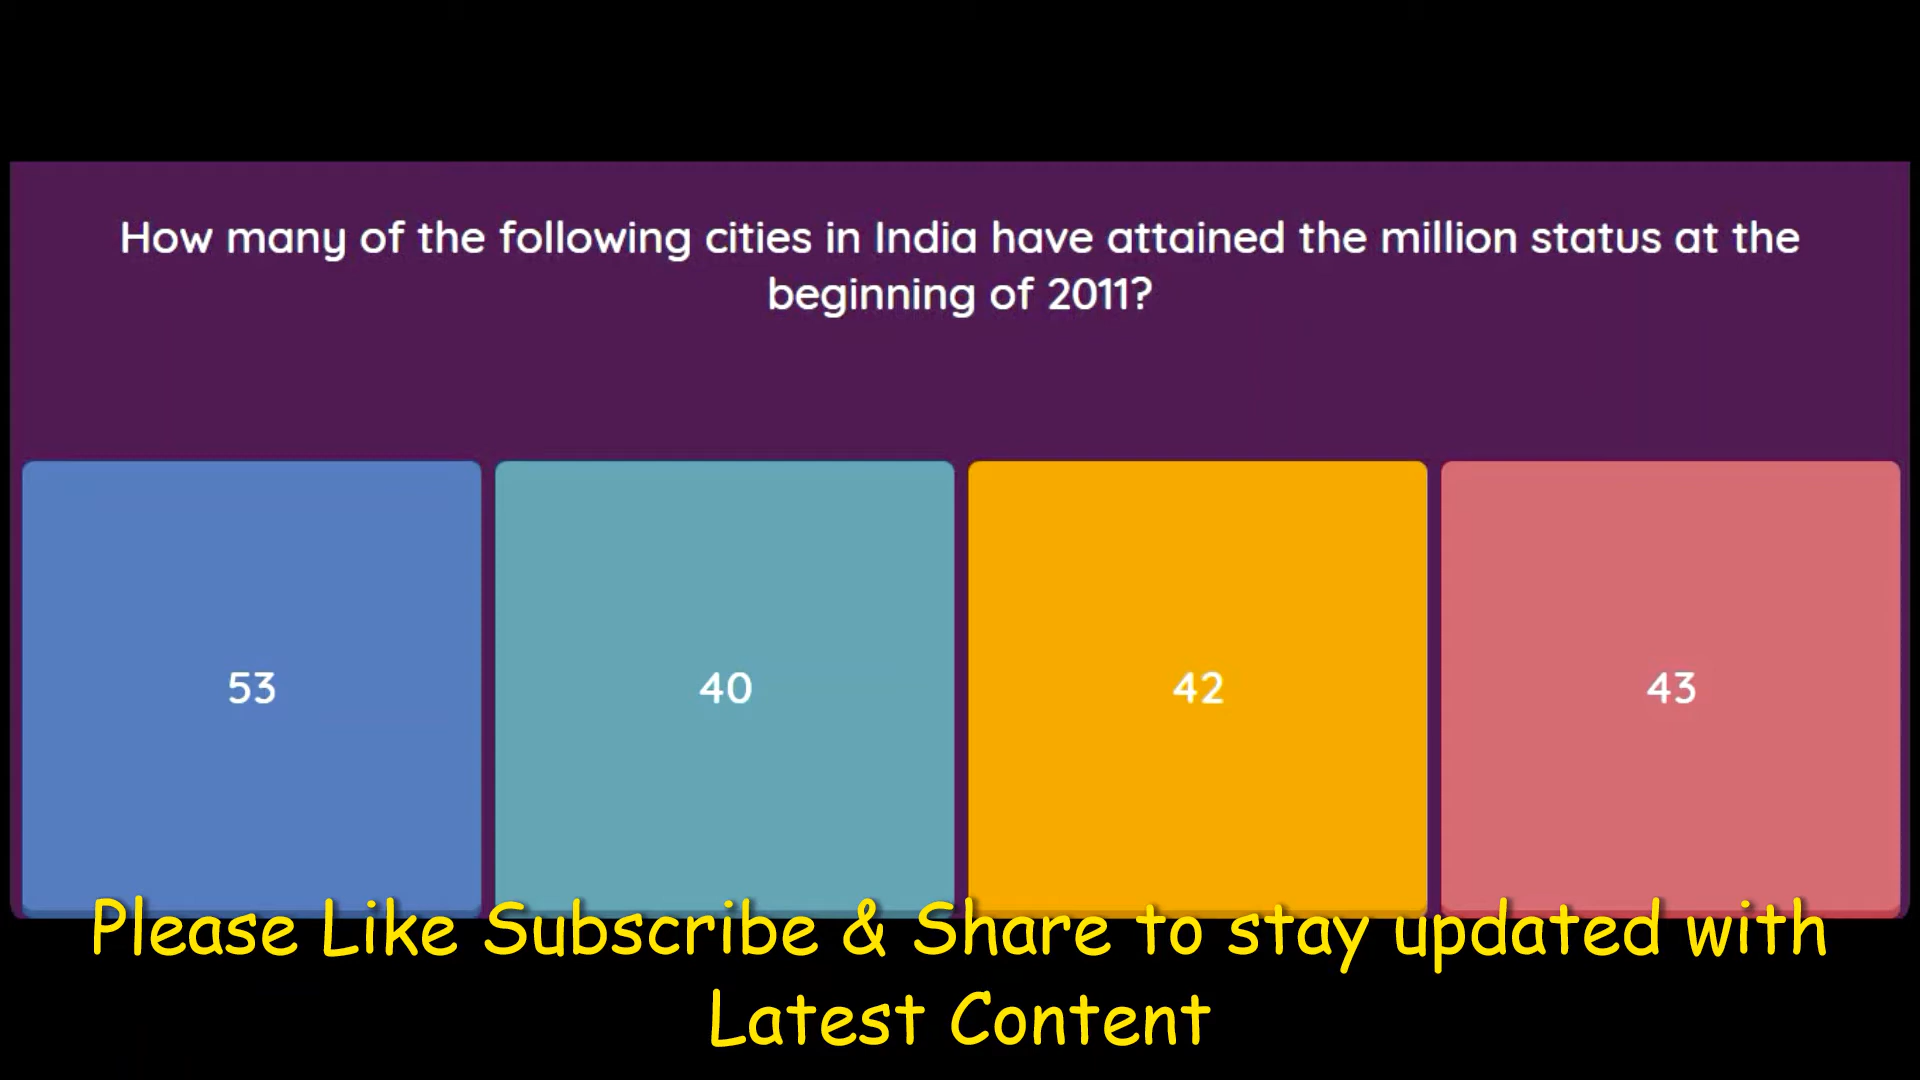 How many of the following cities in India have attained the million status at the
beginning of 2011?
53
40
42
43
Please Like Subscribe & Share to stay updated with
Latest Content